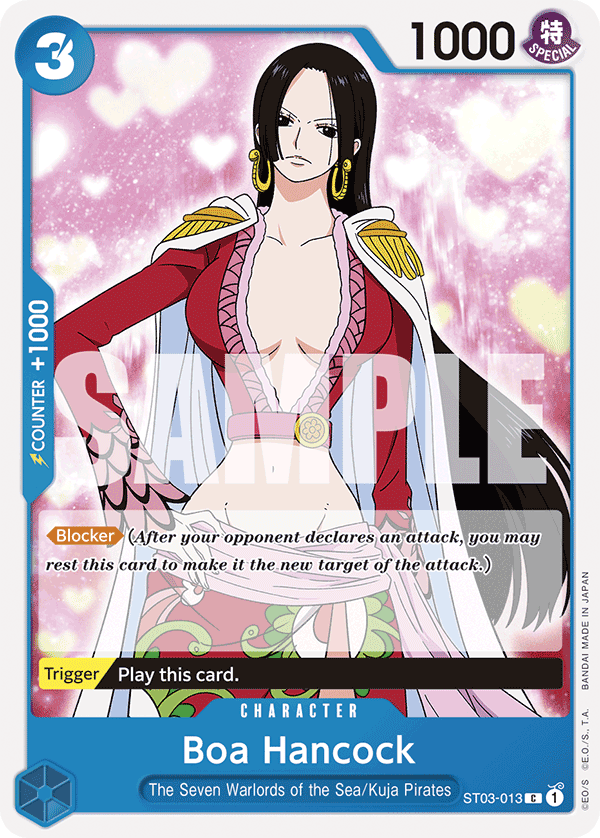 3
1000
特
SPECIAL
COUNTER +1000
SAMPLE
Blocker (After your opponent declares an attack, you may
rest this card to make it the new target of the attack.)
Trigger Play this card.
CHARACTER
Boa Hancock
The Seven Warlords of the Sea/Kuja Pirates
ST03-013 C 1
©EO/S ©E.O./S., T.A. BANDAI MADE IN JAPAN